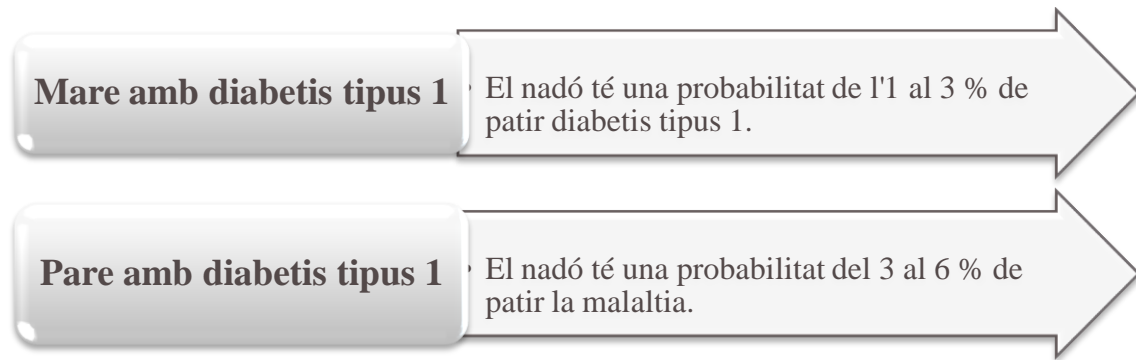 Mare amb diabetis tipus 1
• El nadó té una probabilitat de l'1 al 3 % de
patir diabetis tipus 1.
Pare amb diabetis tipus 1
• El nadó té una probabilitat del 3 al 6 % de
patir la malaltia.